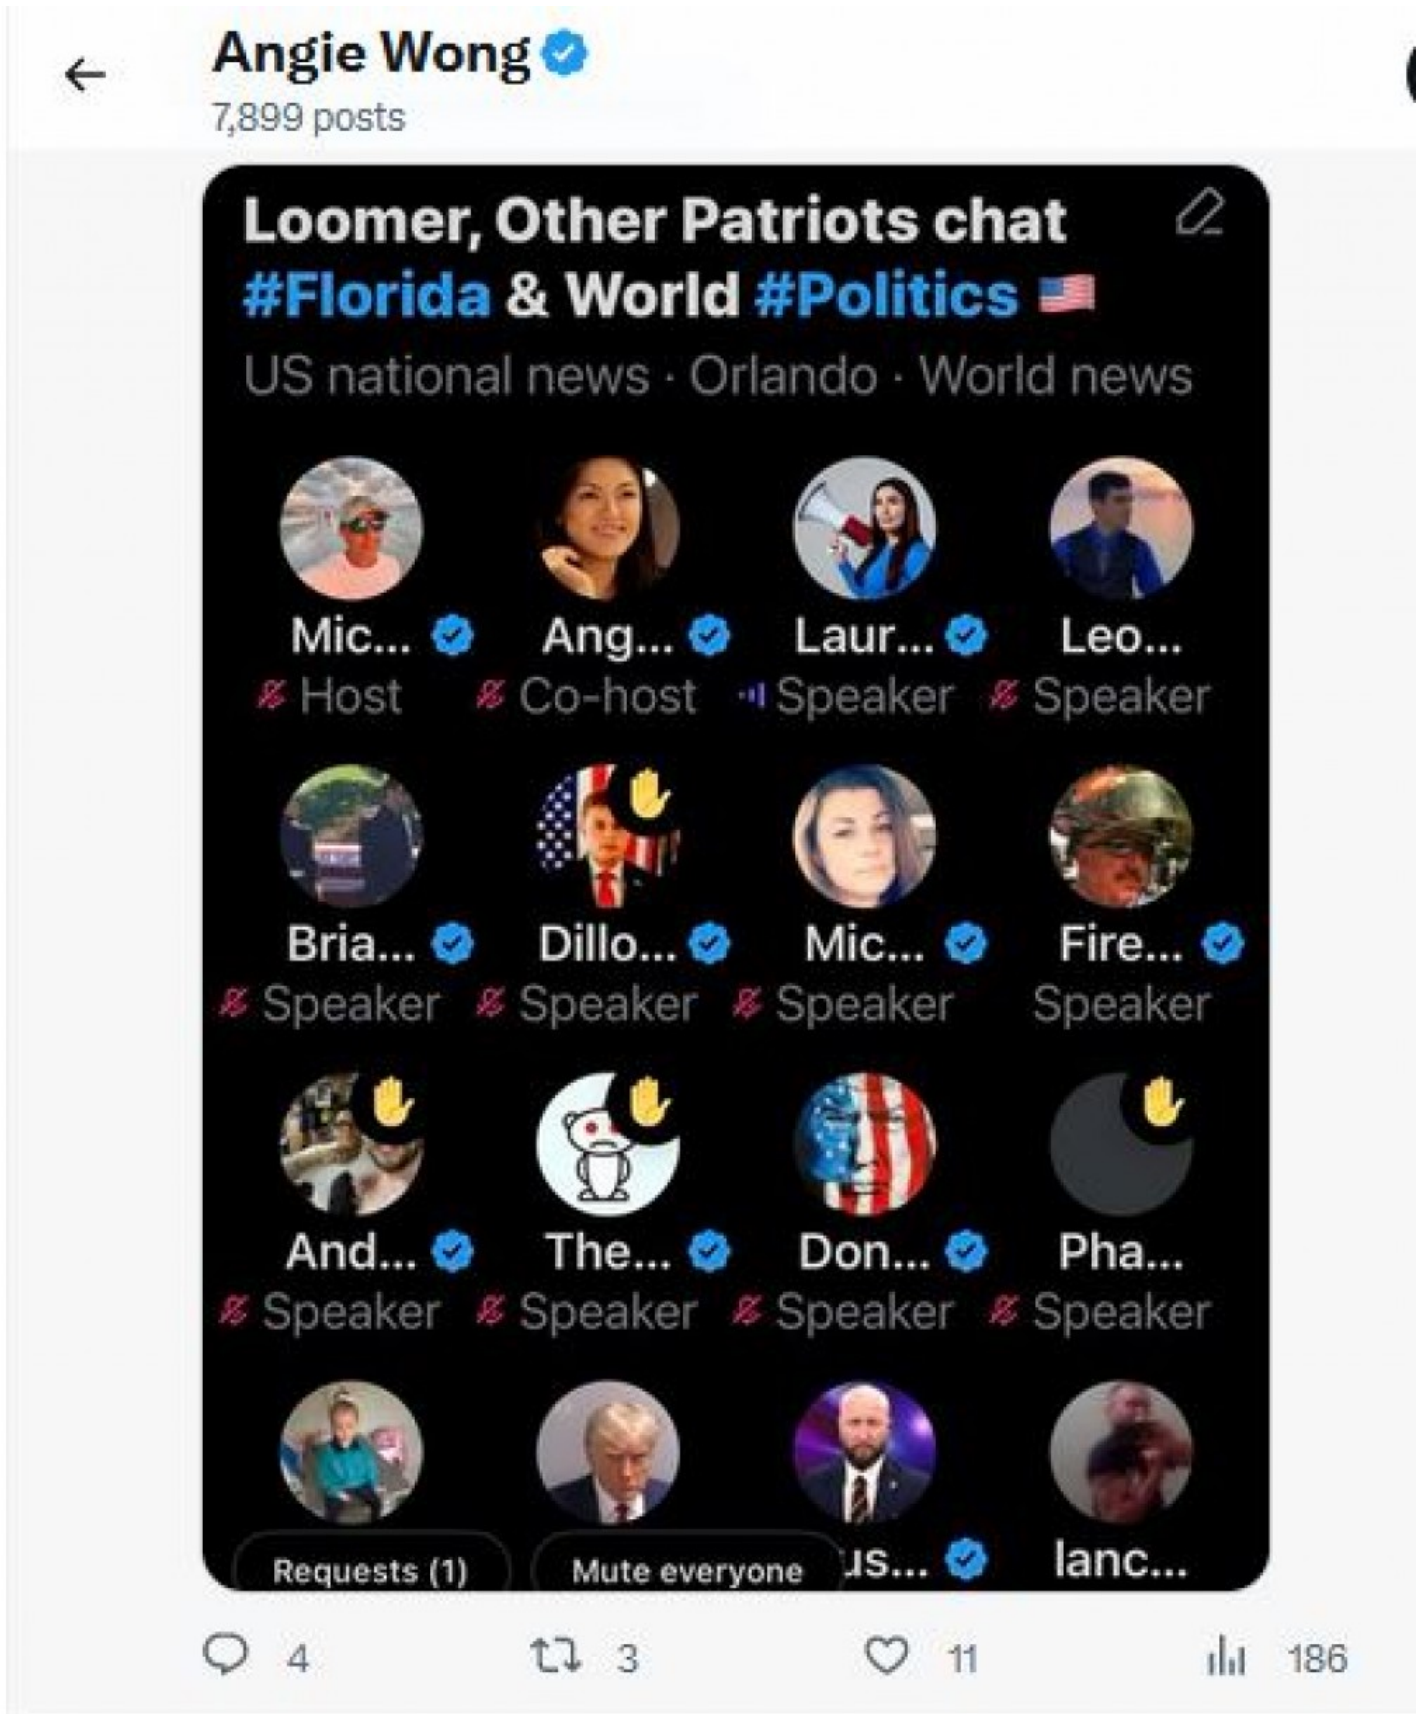 Angie Wong
7,899 posts
Loomer, Other Patriots chat
#Florida & World #Politics
US national news · Orlando · World news
Mic... Ang... Laur... Leo...
Host Co-host Speaker Speaker
Bria... Dillo... Mic... Fire...
Speaker Speaker Speaker Speaker
And... The... Don... Pha...
Speaker Speaker Speaker Speaker
Requests (1) Mute everyone us... lanc...
4 3 11 186